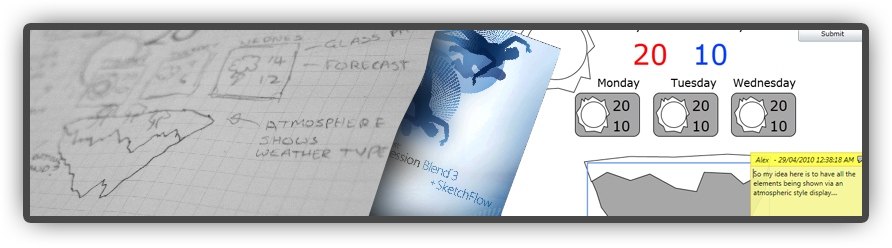 WEDNES
GLASS
FORECAST
14
12
ATMOSPHERE
SHOWS
WEATHER TYPE
ession Blend 3
+ SketchFlow
Submit
20 10
Monday Tuesday Wednesday
20 20 20
10 10 10
Alex - 29/04/2010 12:38:18 AM
So my idea here is to have all the
elements being shown via an
atmospheric style display....